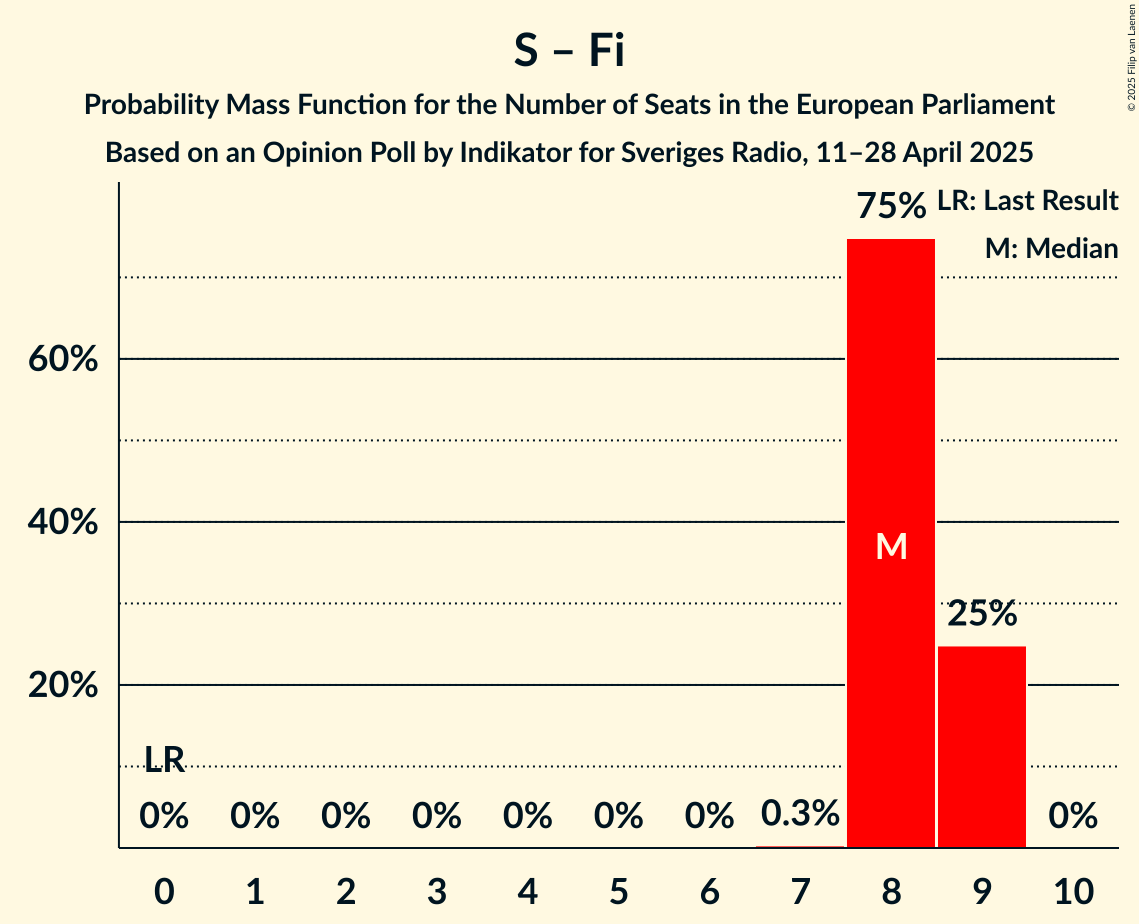 S – Fi
Probability Mass Function for the Number of Seats in the European Parliament
Based on an Opinion Poll by Indikator for Sveriges Radio, 11–28 April 2025
© 2025 Filip van Laenen
75%
LR: Last Result
M: Median
60%
40%
M
25%
20%
LR
0% 0% 0% 0% 0% 0% 0% 0.3% 0%
0 1 2 3 4 5 6 7 8 9 10